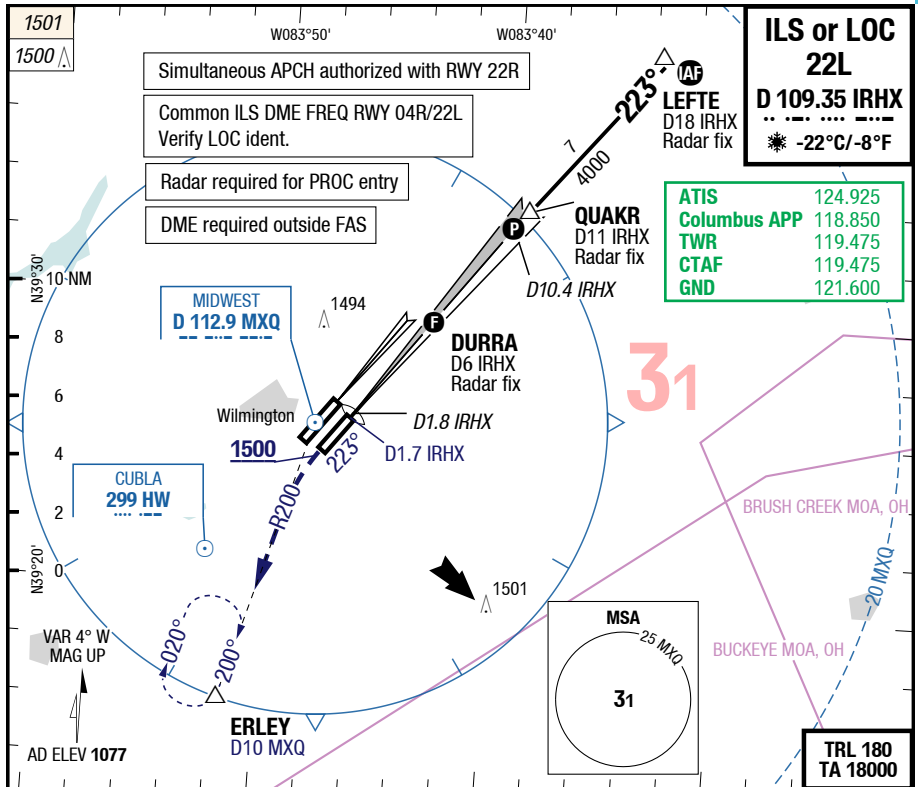 1501
1500
W083°50'
W083°40'
ILS or LOC
22L
D 109.35 IRHX
-22°C/-8°F
Simultaneous APCH authorized with RWY 22R
Common ILS DME FREQ RWY 04R/22L
Verify LOC ident.
Radar required for PROC entry
DME required outside FAS
223°
IAF
LEFTE
D18 IRHX
Radar fix
7
4000
ATIS 124.925
Columbus APP 118.850
TWR 119.475
CTAF 119.475
GND 121.600
QUAKR
D11 IRHX
Radar fix
P
D10.4 IRHX
N39°30'
10 NM
MIDWEST
D 112.9 MXQ
1494
F
DURRA
D6 IRHX
Radar fix
8
31
6
Wilmington
D1.8 IRHX
1500
223°
D1.7 IRHX
4
CUBLA
299 HW
R200
2
BRUSH CREEK MOA, OH
N39°20'
0
20 MXQ
1501
VAR 4° W
MAG UP
020°
200°
MSA
25 MXQ
31
BUCKEYE MOA, OH
ERLEY
D10 MXQ
AD ELEV 1077
TRL 180
TA 18000